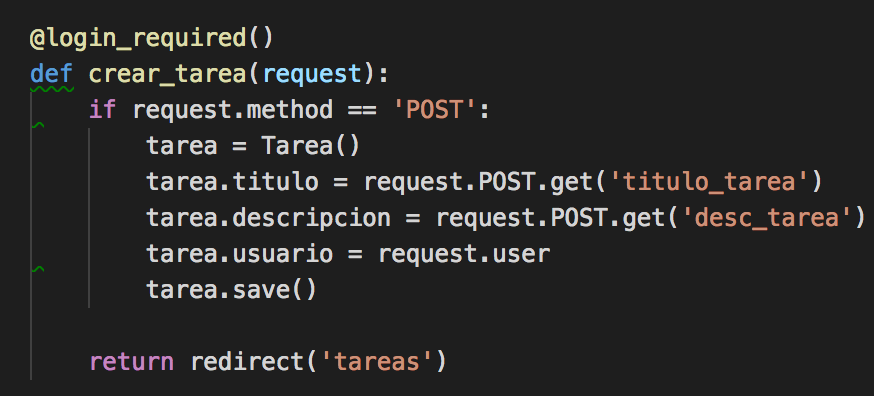 @login_required()
def crear_tarea(request):
    if request.method == 'POST':
        tarea = Tarea()
        tarea.titulo = request.POST.get('titulo_tarea')
        tarea.descripcion = request.POST.get('desc_tarea')
        tarea.usuario = request.user
        tarea.save()

    return redirect('tareas')